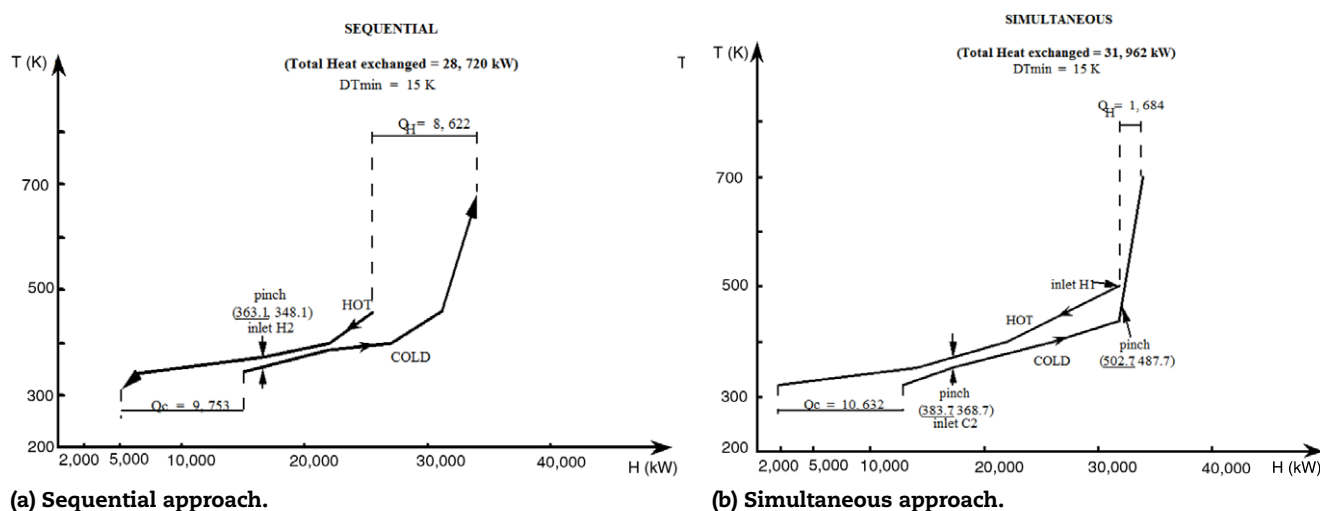 SEQUENTIAL
(Total Heat exchanged = 28, 720 kW)
DTmin = 15 K
T (K)
Q_H = 8, 622
700
500
300
200
pinch
(363.1, 348.1)
inlet H2
HOT
COLD
Qc = 9, 753
2,000 5,000 10,000 20,000 30,000 40,000 H (kW)
(a) Sequential approach.
SIMULTANEOUS
(Total Heat exchanged = 31, 962 kW)
DTmin = 15 K
T
T (K)
Q_H = 1, 684
700
500
300
200
inlet H1
HOT
COLD
pinch
(502.7, 487.7)
pinch
(383.7, 368.7)
inlet C2
Qc = 10, 632
2,000 5,000 10,000 20,000 30,000 40,000 H (kW)
(b) Simultaneous approach.